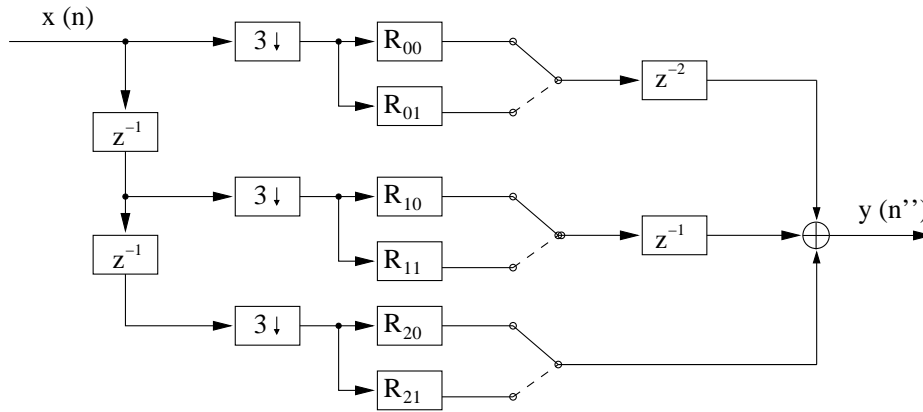 x (n)
3↓
R00
R01
z−2
z−1
3↓
R10
R11
z−1
y (n’’)
z−1
3↓
R20
R21